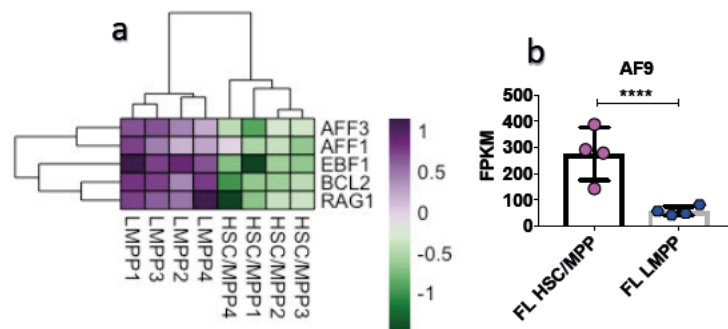 a
AFF3
AFF1
EBF1
BCL2
RAG1
LMPP1
LMPP3
LMPP2
LMPP4
HSC/MPP4
HSC/MPP1
HSC/MPP2
HSC/MPP3
1
0.5
0
-0.5
-1
b
AF9
****
FPKM
500
400
300
200
100
0
FL HSC/MPP
FL LMPP